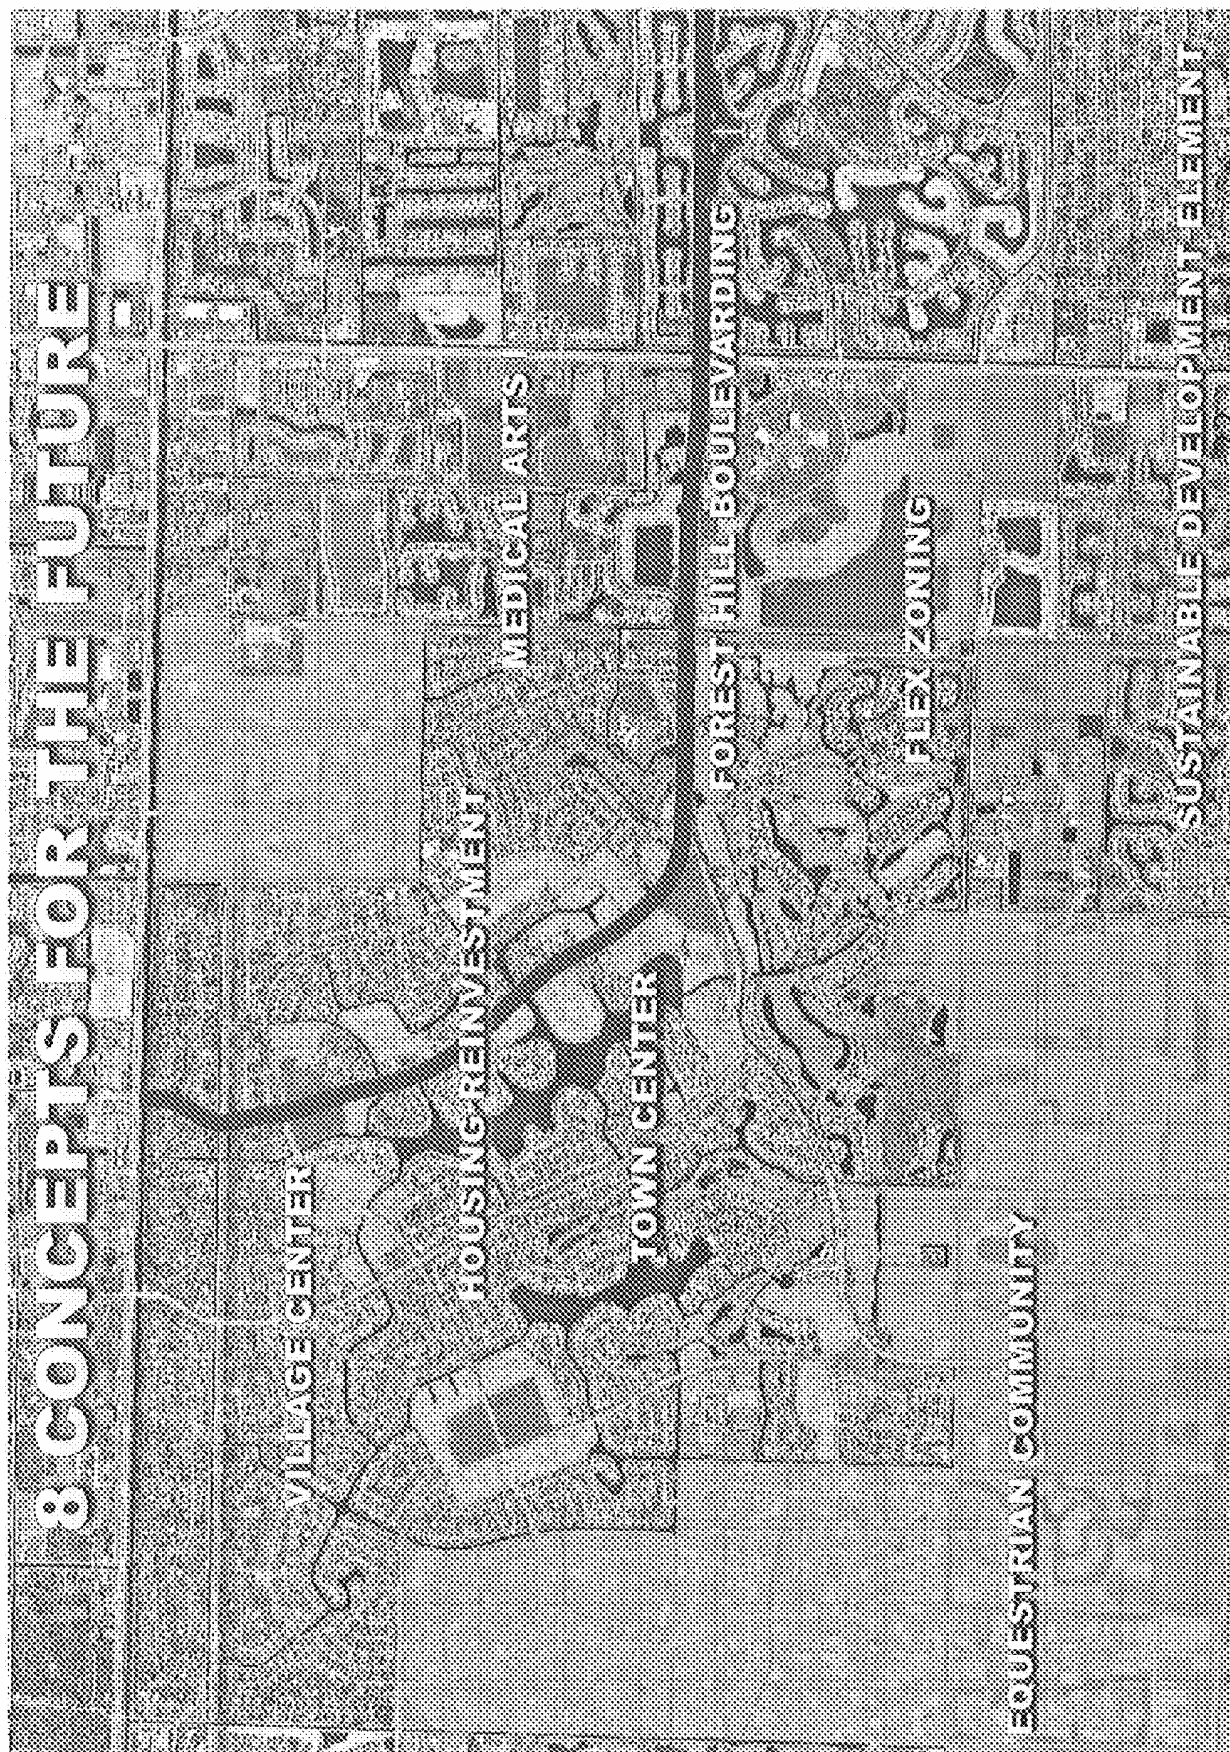 8 CONCEPTS FOR THE FUTURE
VILLAGE CENTER
HOUSING REINVESTMENT
MEDICAL ARTS
TOWN CENTER
FOREST HILL BOULEVARDING
FLEX ZONING
EQUESTRIAN COMMUNITY
SUSTAINABLE DEVELOPMENT ELEMENT